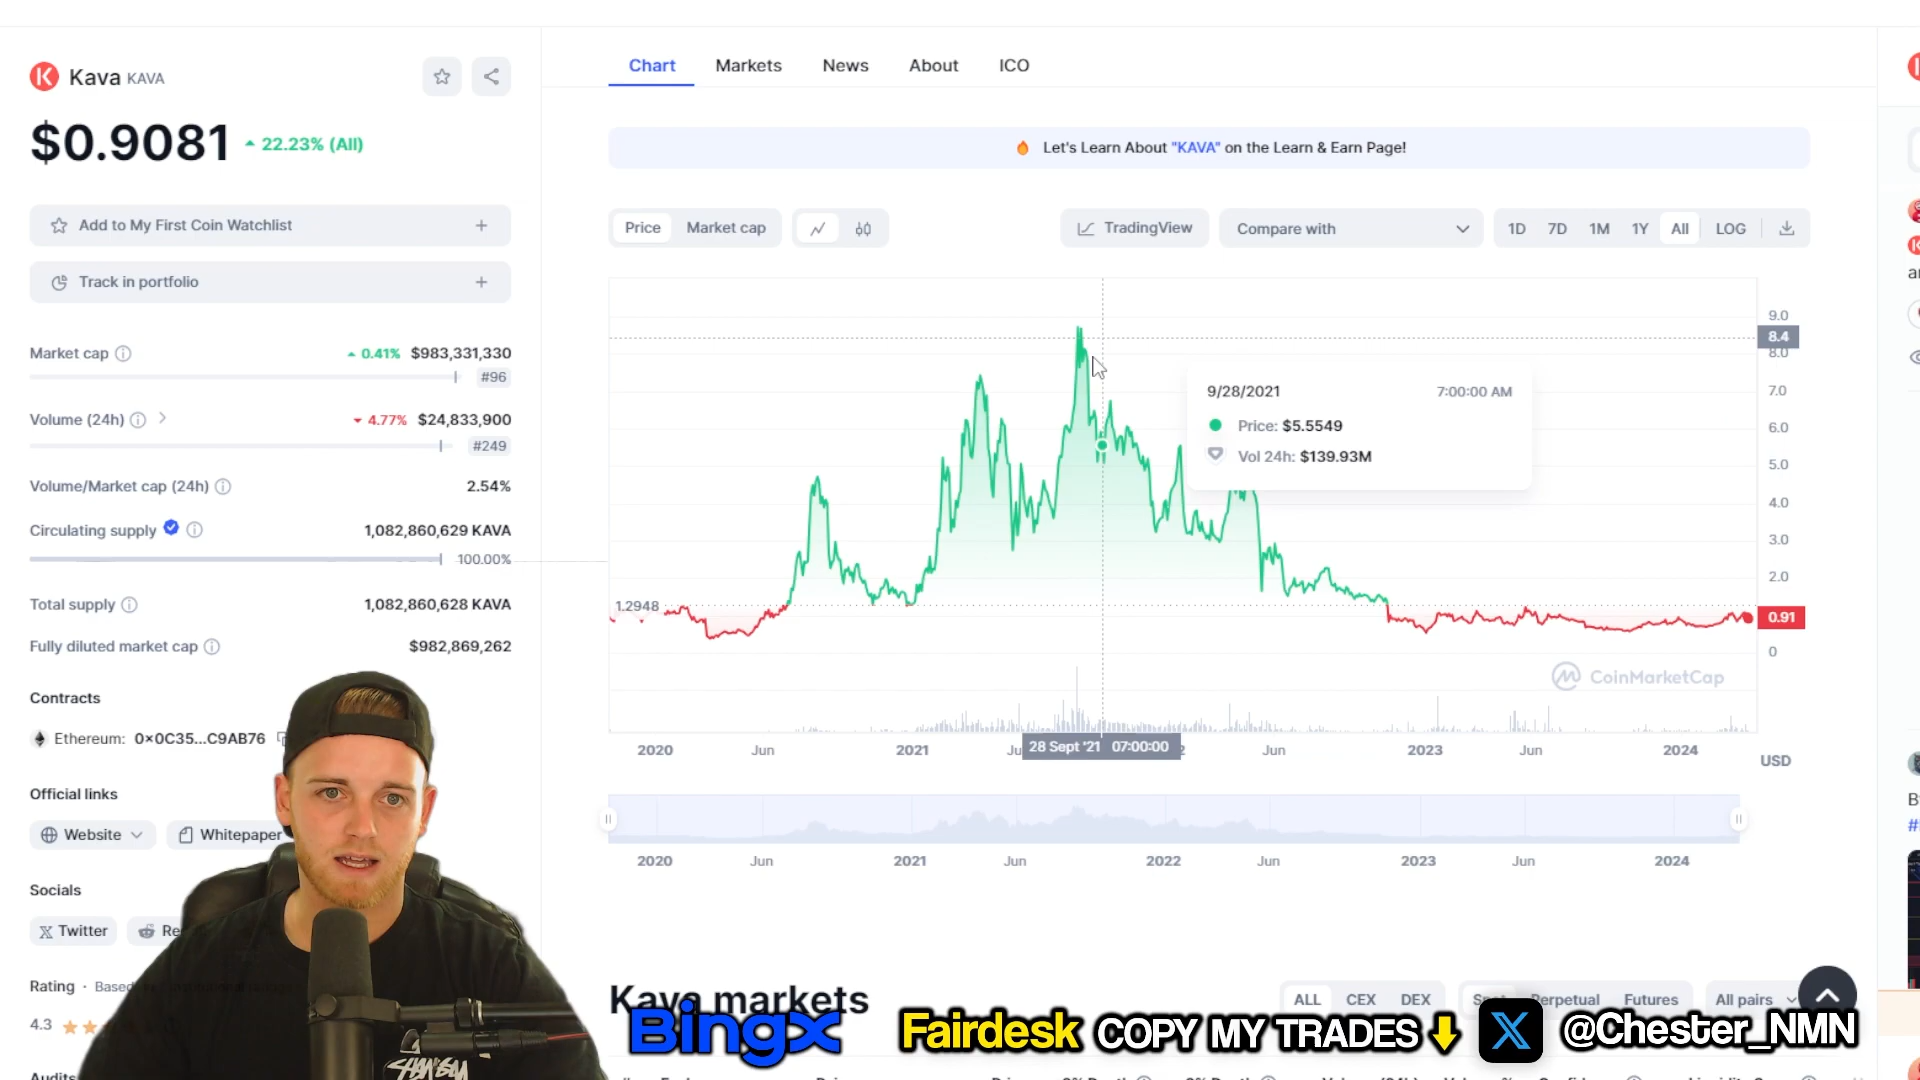 Kava KAVA
$0.9081 22.23% (All)
Add to My First Coin Watchlist +
Track in portfolio +
Market cap 0.41% $983,331,330
#96
Volume (24h) 4.77% $24,833,900
#249
Volume/Market cap (24h) 2.54%
Circulating supply 1,082,860,629 KAVA
100.00%
Total supply 1,082,860,628 KAVA
Fully diluted market cap $982,869,262
Contracts
Ethereum: 0x0C35...C9AB76
Official links
Website Whitepaper
Socials
Twitter Re
Rating · Based
4.3
Audits
Chart Markets News About ICO
Let's Learn About "KAVA" on the Learn & Earn Page!
Price Market cap TradingView Compare with 1D 7D 1M 1Y All LOG
9.0
8.4
8.0
7.0
6.0
5.0
4.0
3.0
2.0
0.91
0
1.2948
9/28/2021 7:00:00 AM
Price: $5.5549
Vol 24h: $139.93M
CoinMarketCap
2020 Jun 2021 28 Sept '21 07:00:00 Jun 2023 Jun 2024
USD
2020 Jun 2021 Jun 2022 Jun 2023 Jun 2024
Kava markets
ALL CEX DEX Perpetual Futures All pairs
BingX Fairdesk COPY MY TRADES X @Chester_NMN